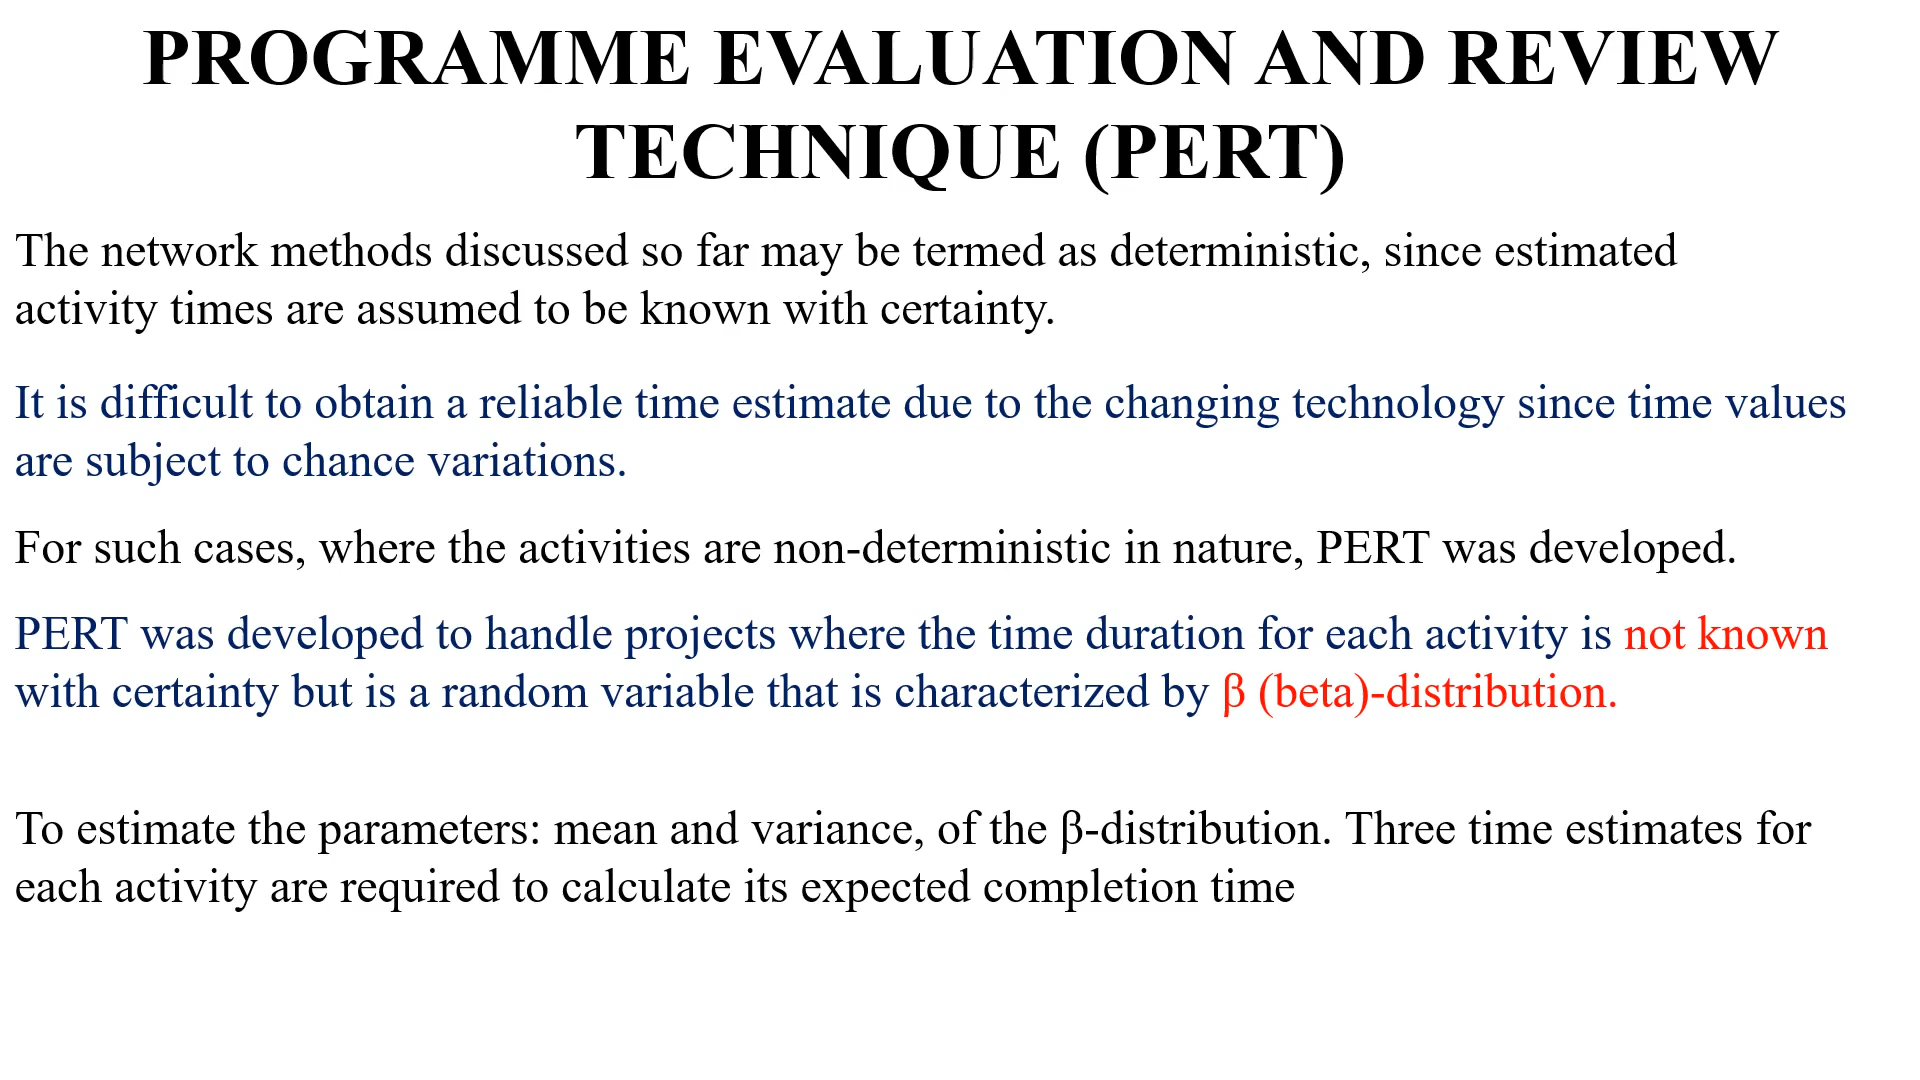 PROGRAMME EVALUATION AND REVIEW
TECHNIQUE (PERT)
The network methods discussed so far may be termed as deterministic, since estimated
activity times are assumed to be known with certainty.
It is difficult to obtain a reliable time estimate due to the changing technology since time values
are subject to chance variations.
For such cases, where the activities are non-deterministic in nature, PERT was developed.
PERT was developed to handle projects where the time duration for each activity is not known
with certainty but is a random variable that is characterized by β (beta)-distribution.
To estimate the parameters: mean and variance, of the β-distribution. Three time estimates for
each activity are required to calculate its expected completion time